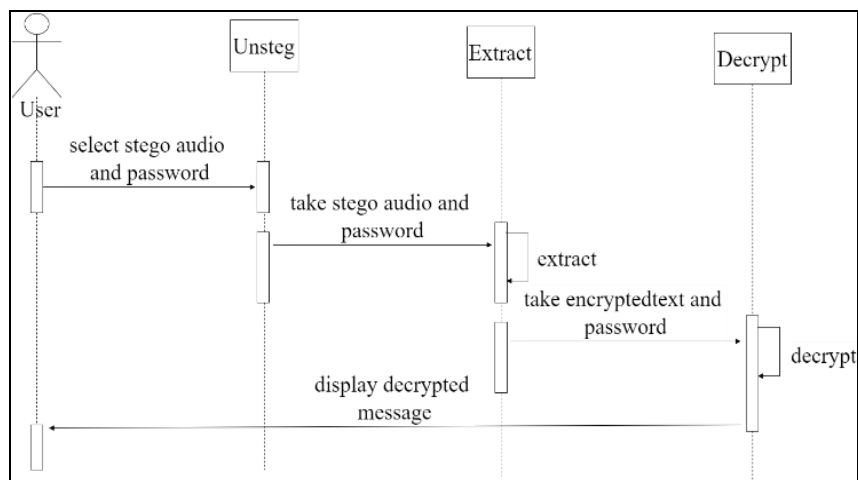 User
Unsteg
Extract
Decrypt
select stego audio
and password
take stego audio and
password
extract
take encryptedtext and
password
decrypt
display decrypted
message